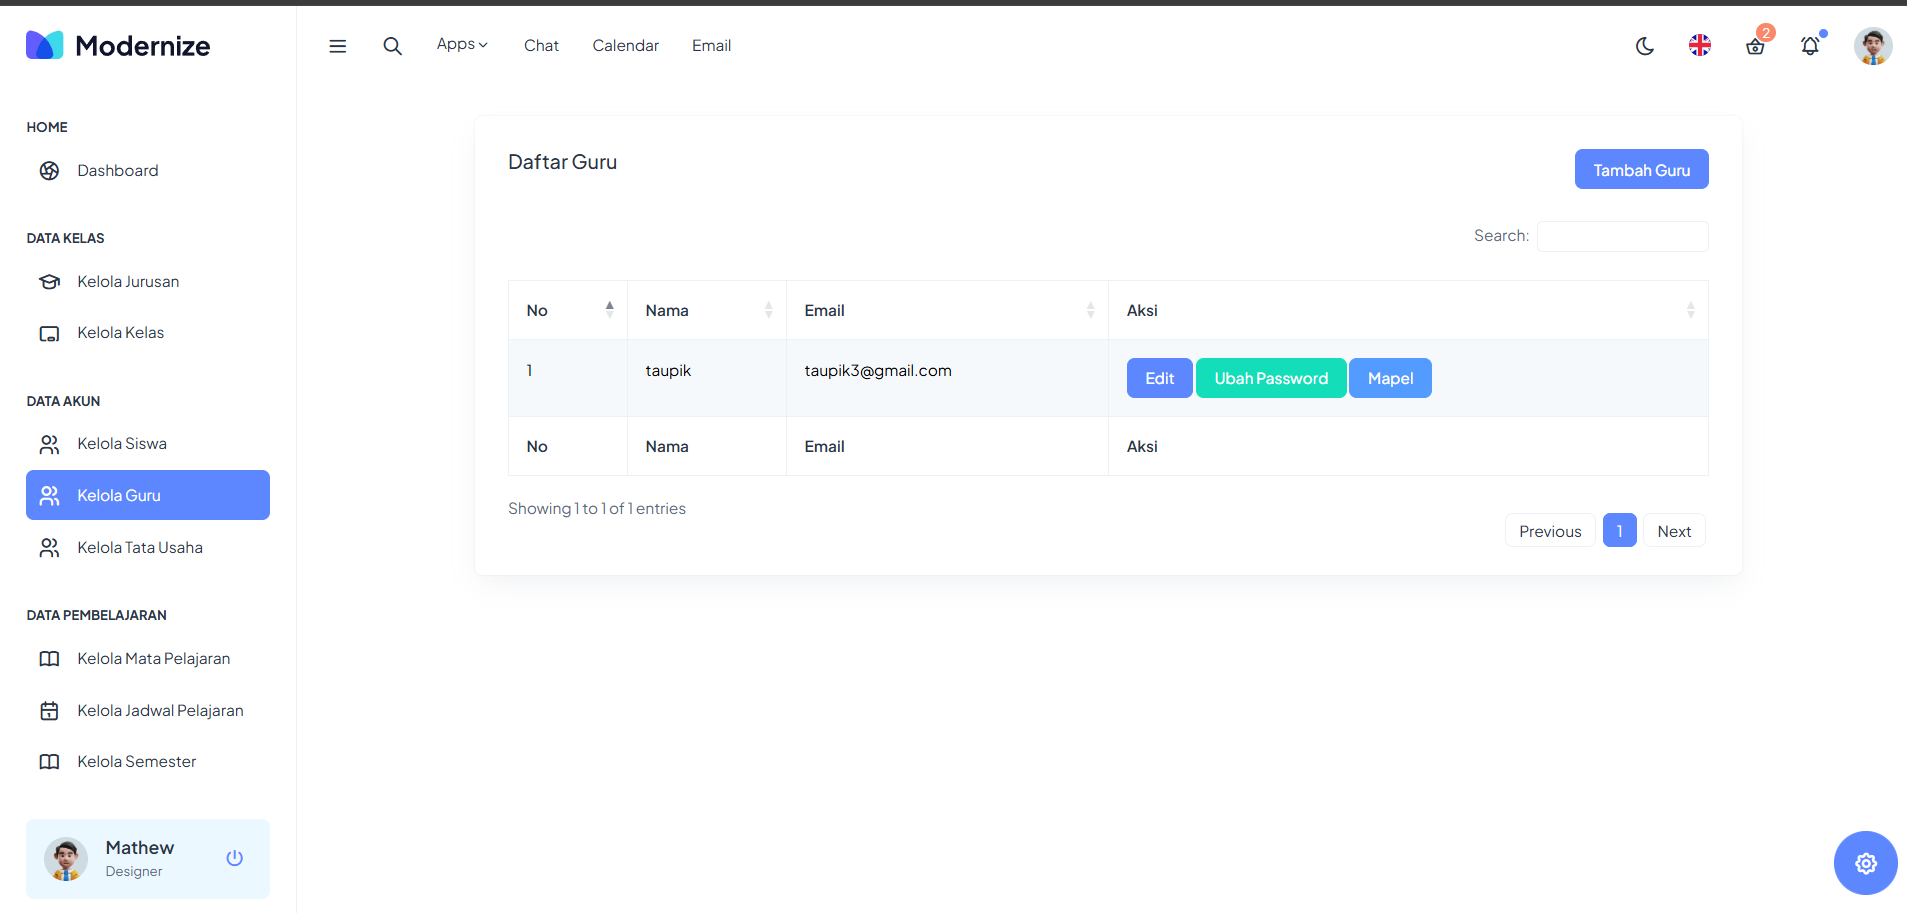 Modernize
Apps Chat Calendar Email
2
HOME
Dashboard
DATA KELAS
Kelola Jurusan
Kelola Kelas
DATA AKUN
Kelola Siswa
Kelola Guru
Kelola Tata Usaha
DATA PEMBELAJARAN
Kelola Mata Pelajaran
Kelola Jadwal Pelajaran
Kelola Semester
Mathew
Designer
Daftar Guru
Tambah Guru
Search:
No Nama Email Aksi
1 taupik taupik3@gmail.com Edit Ubah Password Mapel
No Nama Email Aksi
Showing 1 to 1 of 1 entries
Previous 1 Next